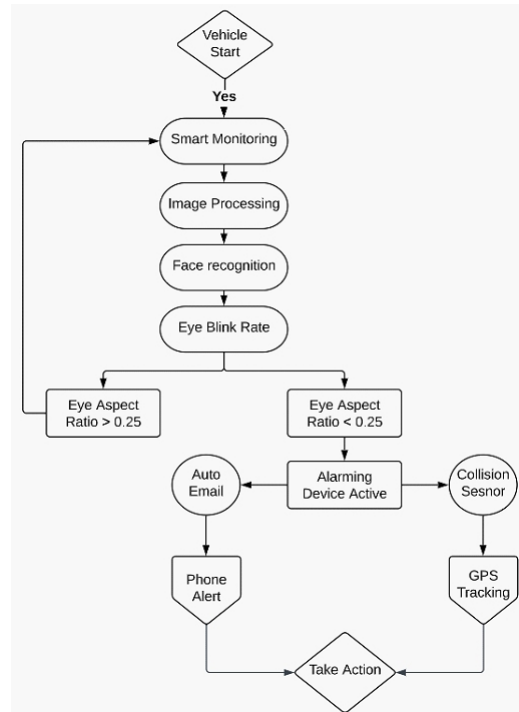 Vehicle
Start
Yes
Smart Monitoring
Image Processing
Face recognition
Eye Blink Rate
Eye Aspect
Ratio > 0.25
Eye Aspect
Ratio < 0.25
Auto
Email
Alarming
Device Active
Collision
Sesnor
Phone
Alert
GPS
Tracking
Take Action